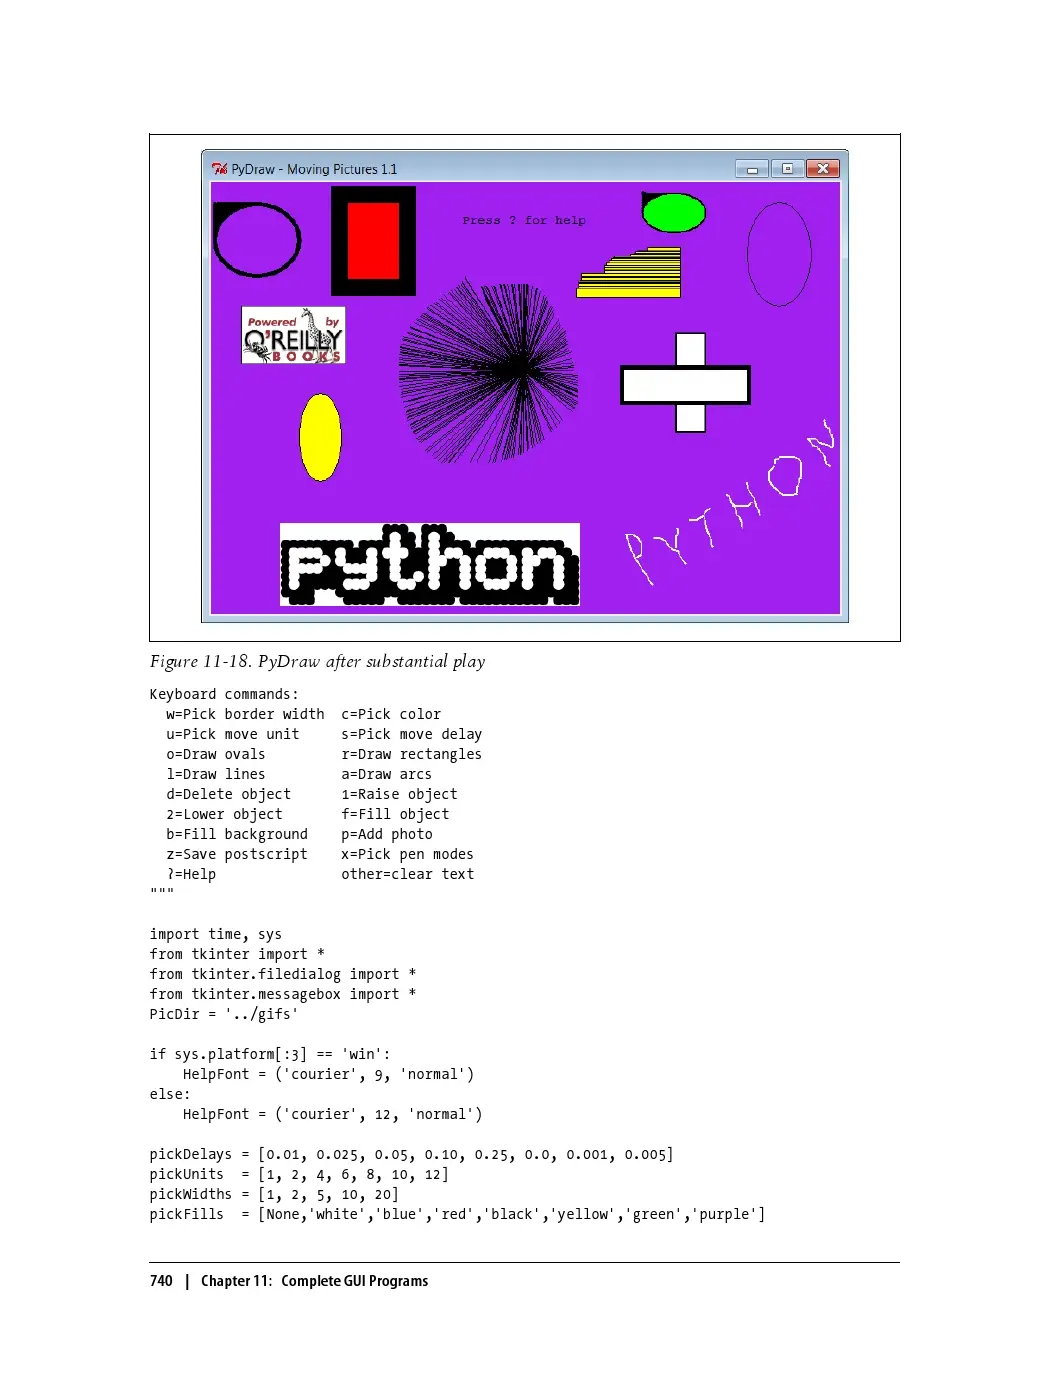 PyDraw - Moving Pictures 1.1
Press ? for help
Powered by
O'REILLY
BOOKS
PYTHON
python
Figure 11-18. PyDraw after substantial play
Keyboard commands:
  w=Pick border width  c=Pick color
  u=Pick move unit     s=Pick move delay
  o=Draw ovals         r=Draw rectangles
  l=Draw lines         a=Draw arcs
  d=Delete object      1=Raise object
  2=Lower object       f=Fill object
  b=Fill background    p=Add photo
  z=Save postscript    x=Pick pen modes
  ?=Help               other=clear text
"""
import time, sys
from tkinter import *
from tkinter.filedialog import *
from tkinter.messagebox import *
PicDir = '../gifs'
if sys.platform[:3] == 'win':
    HelpFont = ('courier', 9, 'normal')
else:
    HelpFont = ('courier', 12, 'normal')
pickDelays = [0.01, 0.025, 0.05, 0.10, 0.25, 0.0, 0.001, 0.005]
pickUnits  = [1, 2, 4, 6, 8, 10, 12]
pickWidths = [1, 2, 5, 10, 20]
pickFills  = [None,'white','blue','red','black','yellow','green','purple']
740 | Chapter 11: Complete GUI Programs